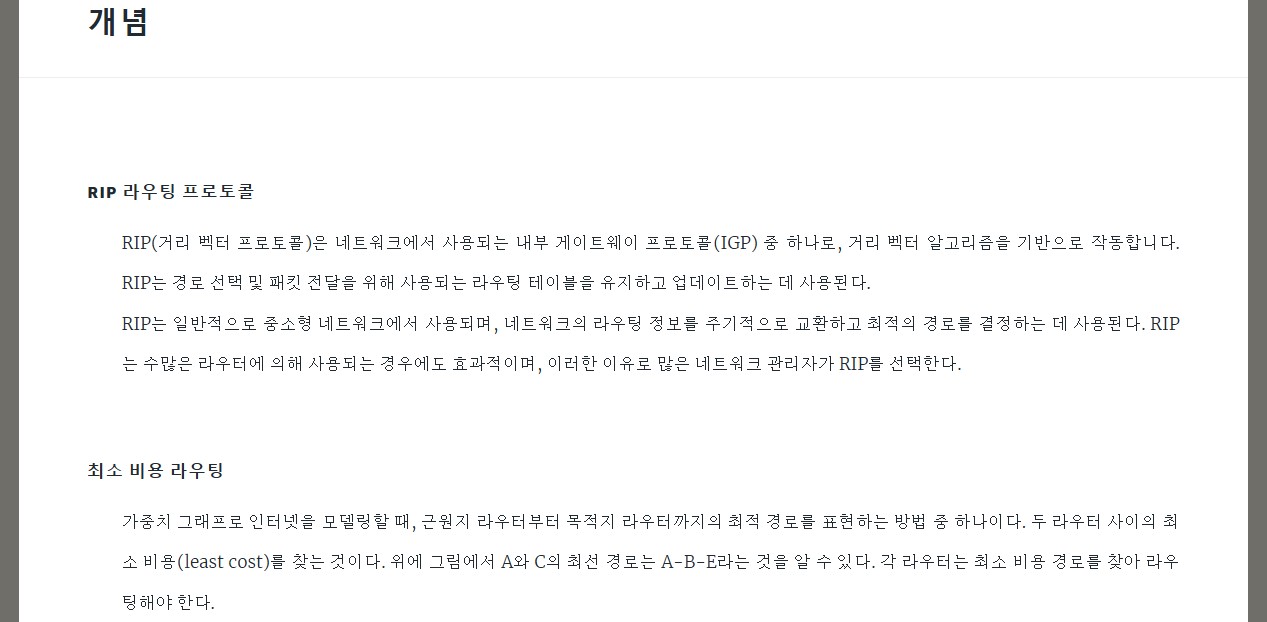 개념
RIP 라우팅 프로토콜
RIP(거리 벡터 프로토콜)은 네트워크에서 사용되는 내부 게이트웨이 프로토콜(IGP) 중 하나로, 거리 벡터 알고리즘을 기반으로 작동합니다.
RIP는 경로 선택 및 패킷 전달을 위해 사용되는 라우팅 테이블을 유지하고 업데이트하는 데 사용된다.
RIP는 일반적으로 중소형 네트워크에서 사용되며, 네트워크의 라우팅 정보를 주기적으로 교환하고 최적의 경로를 결정하는 데 사용된다. RIP
는 수많은 라우터에 의해 사용되는 경우에도 효과적이며, 이러한 이유로 많은 네트워크 관리자가 RIP를 선택한다.
최소 비용 라우팅
가중치 그래프로 인터넷을 모델링할 때, 근원지 라우터부터 목적지 라우터까지의 최적 경로를 표현하는 방법 중 하나이다. 두 라우터 사이의 최
소 비용(least cost)를 찾는 것이다. 위에 그림에서 A와 C의 최선 경로는 A-B-E라는 것을 알 수 있다. 각 라우터는 최소 비용 경로를 찾아 라우
팅해야 한다.